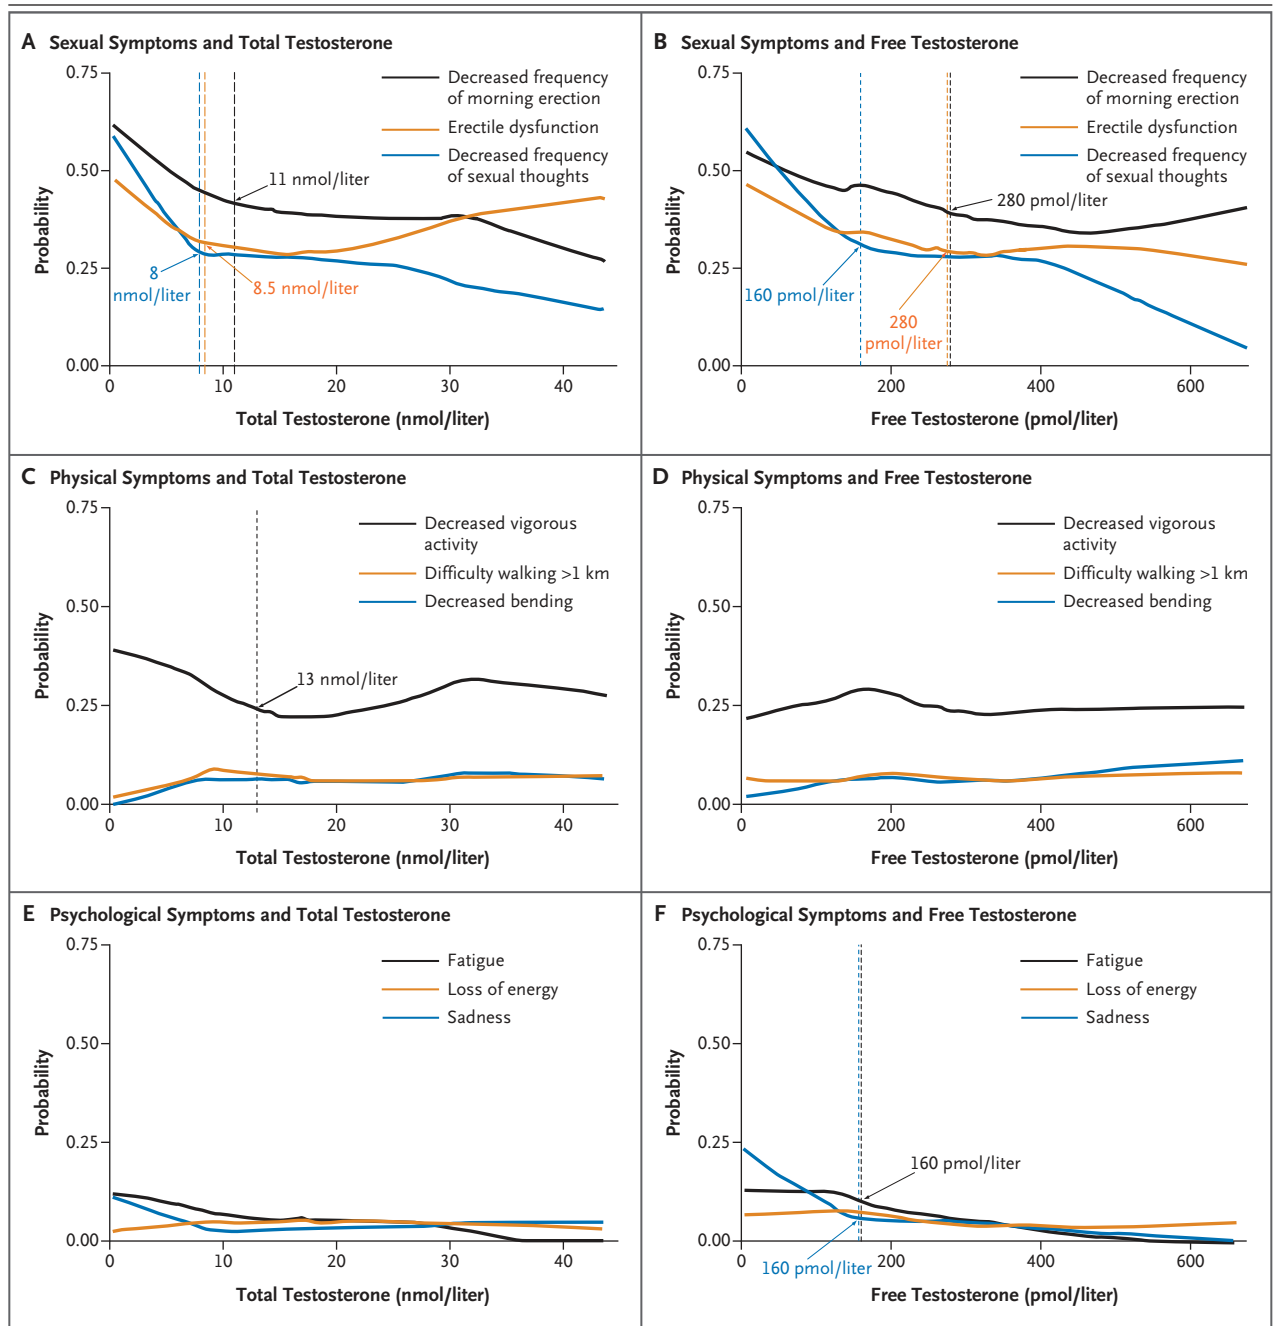 A Sexual Symptoms and Total Testosterone
0.75
0.50
0.25
0.00
Probability
Decreased frequency
of morning erection
Erectile dysfunction
Decreased frequency
of sexual thoughts
11 nmol/liter
8
nmol/liter
8.5 nmol/liter
0 10 20 30 40
Total Testosterone (nmol/liter)
B Sexual Symptoms and Free Testosterone
0.75
0.50
0.25
0.00
Probability
Decreased frequency
of morning erection
Erectile dysfunction
Decreased frequency
of sexual thoughts
280 pmol/liter
160 pmol/liter
280
pmol/liter
0 200 400 600
Free Testosterone (pmol/liter)
C Physical Symptoms and Total Testosterone
0.75
0.50
0.25
0.00
Probability
Decreased vigorous
activity
Difficulty walking >1 km
Decreased bending
13 nmol/liter
0 10 20 30 40
Total Testosterone (nmol/liter)
D Physical Symptoms and Free Testosterone
0.75
0.50
0.25
0.00
Probability
Decreased vigorous
activity
Difficulty walking >1 km
Decreased bending
0 200 400 600
Free Testosterone (pmol/liter)
E Psychological Symptoms and Total Testosterone
0.75
0.50
0.25
0.00
Probability
Fatigue
Loss of energy
Sadness
0 10 20 30 40
Total Testosterone (nmol/liter)
F Psychological Symptoms and Free Testosterone
0.75
0.50
0.25
0.00
Probability
Fatigue
Loss of energy
Sadness
160 pmol/liter
160 pmol/liter
0 200 400 600
Free Testosterone (pmol/liter)